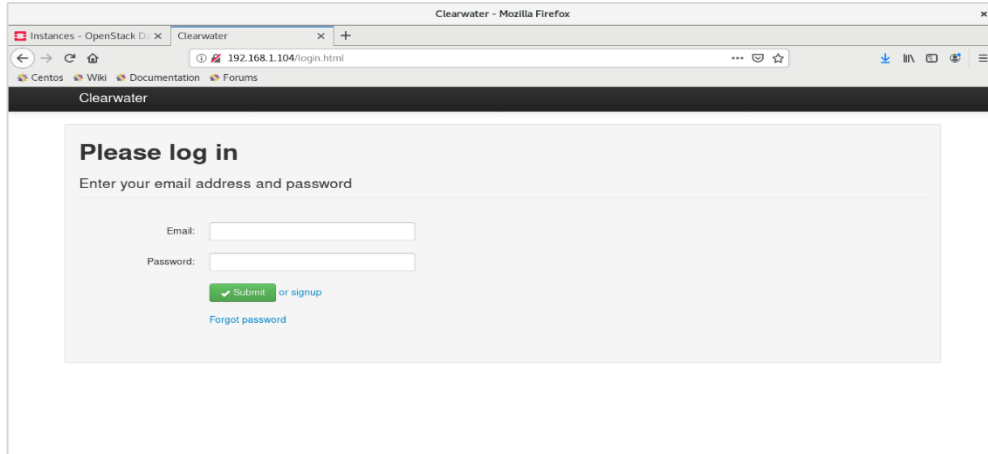 Clearwater - Mozilla Firefox
Instances - OpenStack Da
Clearwater
192.168.1.104/login.html
Centos Wiki Documentation Forums
Clearwater
Please log in
Enter your email address and password
Email:
Password:
Submit or signup
Forgot password